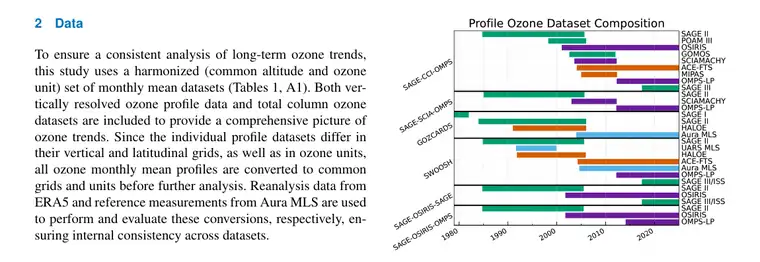 2 Data
To ensure a consistent analysis of long-term ozone trends,
this study uses a harmonized (common altitude and ozone
unit) set of monthly mean datasets (Tables 1, A1). Both ver-
tically resolved ozone profile data and total column ozone
datasets are included to provide a comprehensive picture of
ozone trends. Since the individual profile datasets differ in
their vertical and latitudinal grids, as well as in ozone units,
all ozone monthly mean profiles are converted to common
grids and units before further analysis. Reanalysis data from
ERA5 and reference measurements from Aura MLS are used
to perform and evaluate these conversions, respectively, en-
suring internal consistency across datasets.
Profile Ozone Dataset Composition
SAGE-CCI-OMPS
SAGE II
POAM III
OSIRIS
GOMOS
SCIAMACHY
ACE-FTS
MIPAS
OMPS-LP
SAGE III
SAGE-SCIA-OMPS
SAGE II
SCIAMACHY
OMPS-LP
GOZCARDS
SAGE I
SAGE II
HALOE
Aura MLS
SWOOSH
SAGE II
UARS MLS
HALOE
ACE-FTS
Aura MLS
OMPS-LP
SAGE III/ISS
SAGE-OSIRIS-SAGE
SAGE II
OSIRIS
SAGE III/ISS
SAGE-OSIRIS-OMPS
SAGE II
OSIRIS
OMPS-LP
1980
1990
2000
2010
2020